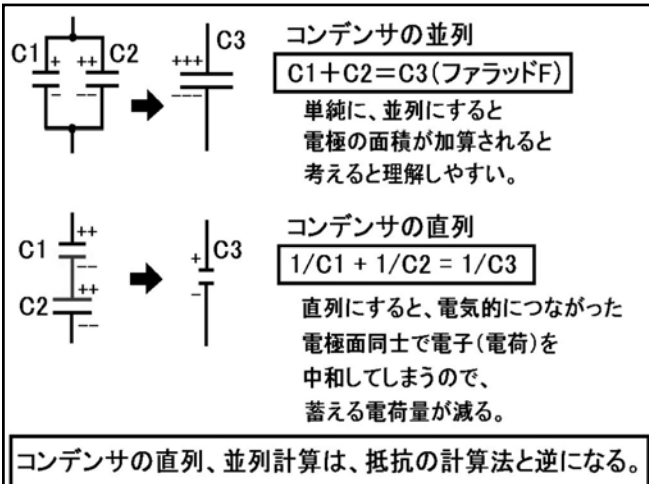 コンデンサの並列
C1 + ++ C2
- --
+++ C3
---
C1+C2=C3(ファラッドF)
単純に、並列にすると
電極の面積が加算されると
考えると理解しやすい。
コンデンサの直列
C1 ++
--
C2 ++
--
+ C3
-
1/C1 + 1/C2 = 1/C3
直列にすると、電気的につながった
電極面同士で電子(電荷)を
中和してしまうので、
蓄える電荷量が減る。
コンデンサの直列、並列計算は、抵抗の計算法と逆になる。